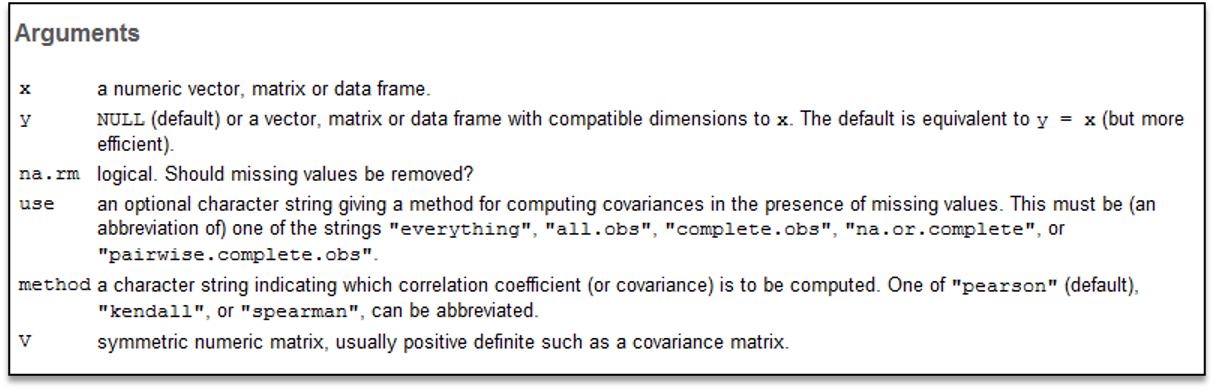 Arguments
x a numeric vector, matrix or data frame.
y NULL (default) or a vector, matrix or data frame with compatible dimensions to x. The default is equivalent to y = x (but more
efficient).
na.rm logical. Should missing values be removed?
use an optional character string giving a method for computing covariances in the presence of missing values. This must be (an
abbreviation of) one of the strings "everything", "all.obs", "complete.obs", "na.or.complete", or
"pairwise.complete.obs".
method a character string indicating which correlation coefficient (or covariance) is to be computed. One of "pearson" (default),
"kendall", or "spearman", can be abbreviated.
V symmetric numeric matrix, usually positive definite such as a covariance matrix.